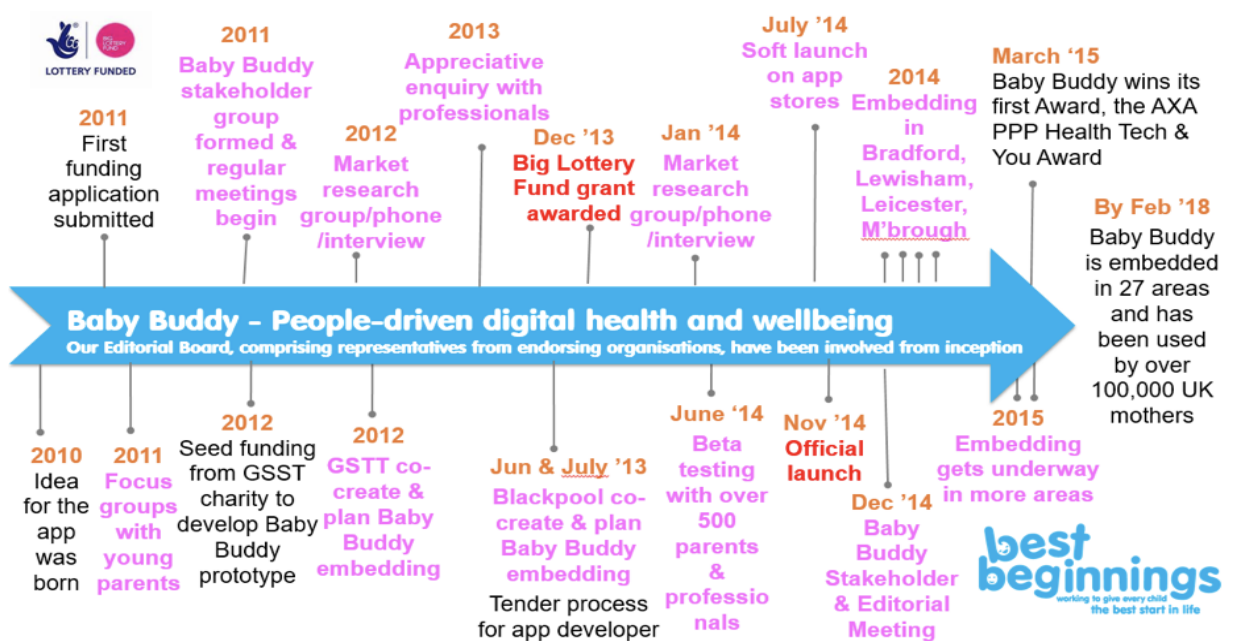 LOTTERY FUNDED
BIG
LOTTERY
FUND
2011
First
funding
application
submitted
2011
Baby Buddy
stakeholder
group
formed &
regular
meetings
begin
2012
Market
research
group/phone
/interview
2013
Appreciative
enquiry with
professionals
Dec ’13
Big Lottery
Fund grant
awarded
Jan ’14
Market
research
group/phone
/interview
July ’14
Soft launch
on app
stores
2014
Embedding
in
Bradford,
Lewisham,
Leicester,
M’brough
March ‘15
Baby Buddy wins its
first Award, the AXA
PPP Health Tech &
You Award
By Feb ’18
Baby Buddy
is embedded
in 27 areas
and has
been used
by over
100,000 UK
mothers
Baby Buddy – People-driven digital health and wellbeing
Our Editorial Board, comprising representatives from endorsing organisations, have been involved from inception
2010
Idea
for the
app
was
born
2011
Focus
groups
with
young
parents
2012
Seed funding
from GSST
charity to
develop Baby
Buddy
prototype
2012
GSTT co-
create &
plan Baby
Buddy
embedding
Jun & July ’13
Blackpool co-
create & plan
Baby Buddy
embedding
Tender process
for app developer
June ‘14
Beta
testing
with over
500
parents
&
professio
nals
Nov ’14
Official
launch
Dec ’14
Baby
Buddy
Stakeholder
& Editorial
Meeting
2015
Embedding
gets underway
in more areas
best
beginnings
working to give every child
the best start in life